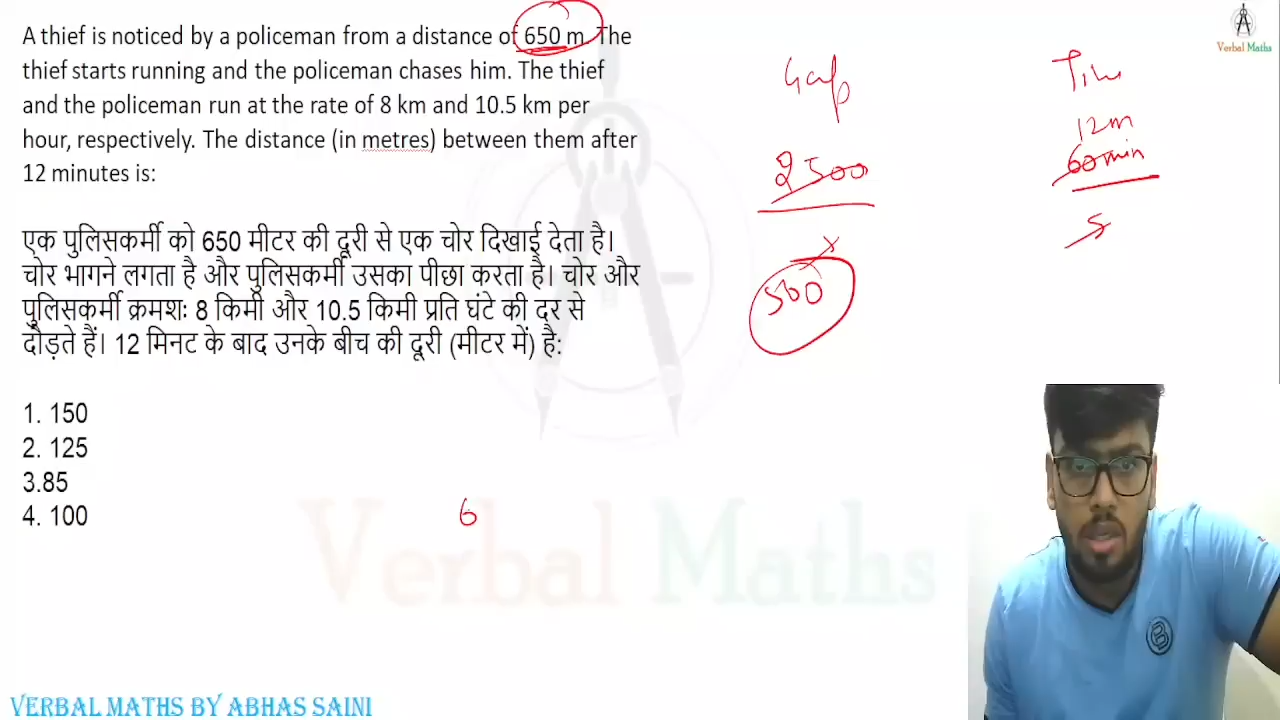 A thief is noticed by a policeman from a distance of 650 m. The
thief starts running and the policeman chases him. The thief
and the policeman run at the rate of 8 km and 10.5 km per
hour, respectively. The distance (in metres) between them after
12 minutes is:
एक पुलिसकर्मी को 650 मीटर की दूरी से एक चोर दिखाई देता है।
चोर भागने लगता है और पुलिसकर्मी उसका पीछा करता है। चोर और
पुलिसकर्मी क्रमशः 8 किमी और 10.5 किमी प्रति घंटे की दर से
दौड़ते हैं। 12 मिनट के बाद उनके बीच की दूरी (मीटर में) है:
1. 150
2. 125
3.85
4. 100
6
Gap
2500
500
Time
12m
60min
5
Verbal Maths
Verbal Maths
VERBAL MATHS BY ABHAS SAINI